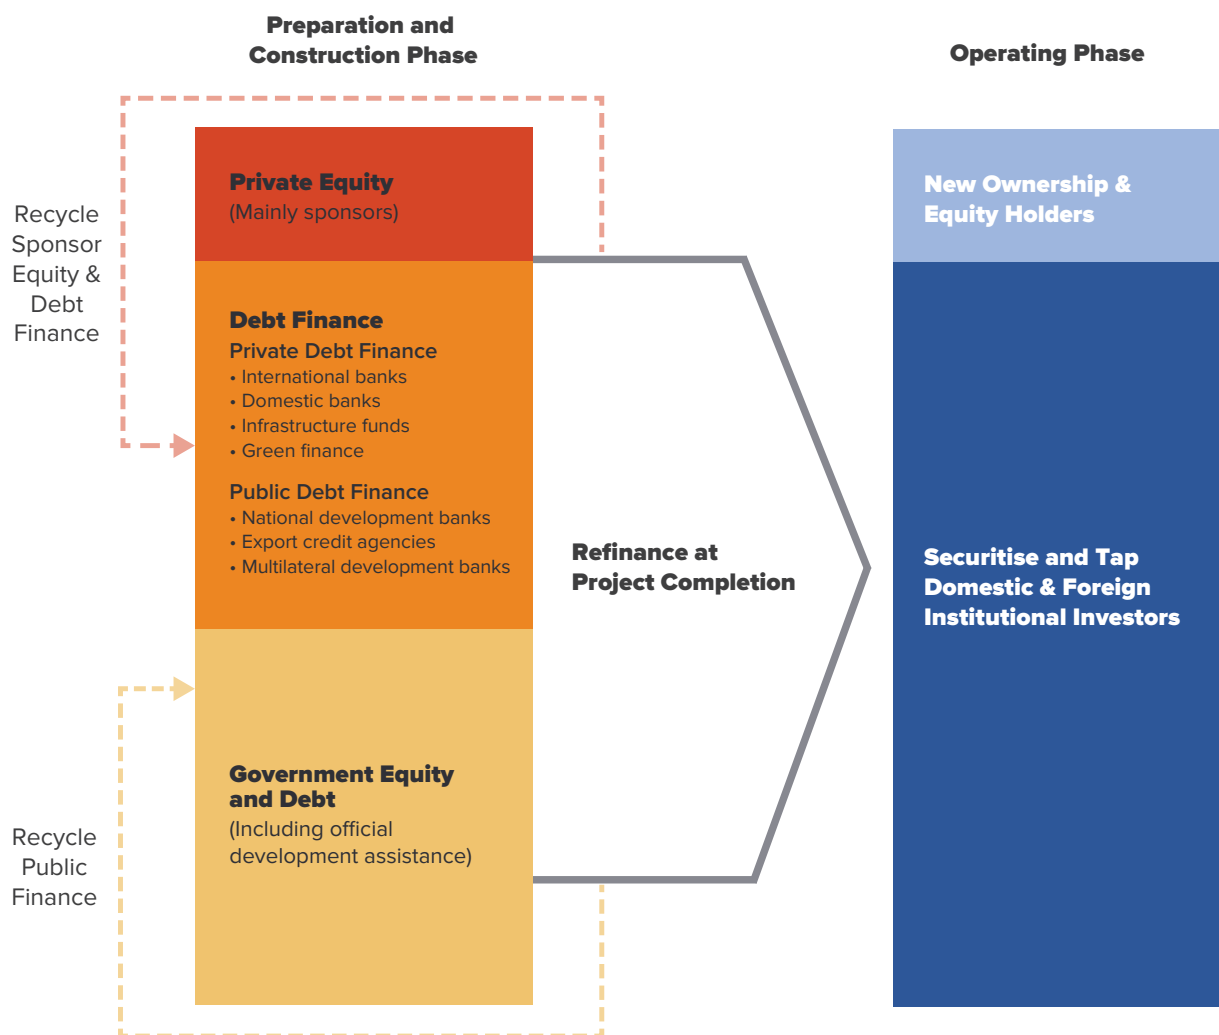 Preparation and
Construction Phase
Operating Phase
Recycle
Sponsor
Equity &
Debt
Finance
Private Equity
(Mainly sponsors)
Debt Finance
Private Debt Finance
• International banks
• Domestic banks
• Infrastructure funds
• Green finance
Public Debt Finance
• National development banks
• Export credit agencies
• Multilateral development banks
Government Equity
and Debt
(Including official
development assistance)
Recycle
Public
Finance
Refinance at
Project Completion
New Ownership &
Equity Holders
Securitise and Tap
Domestic & Foreign
Institutional Investors